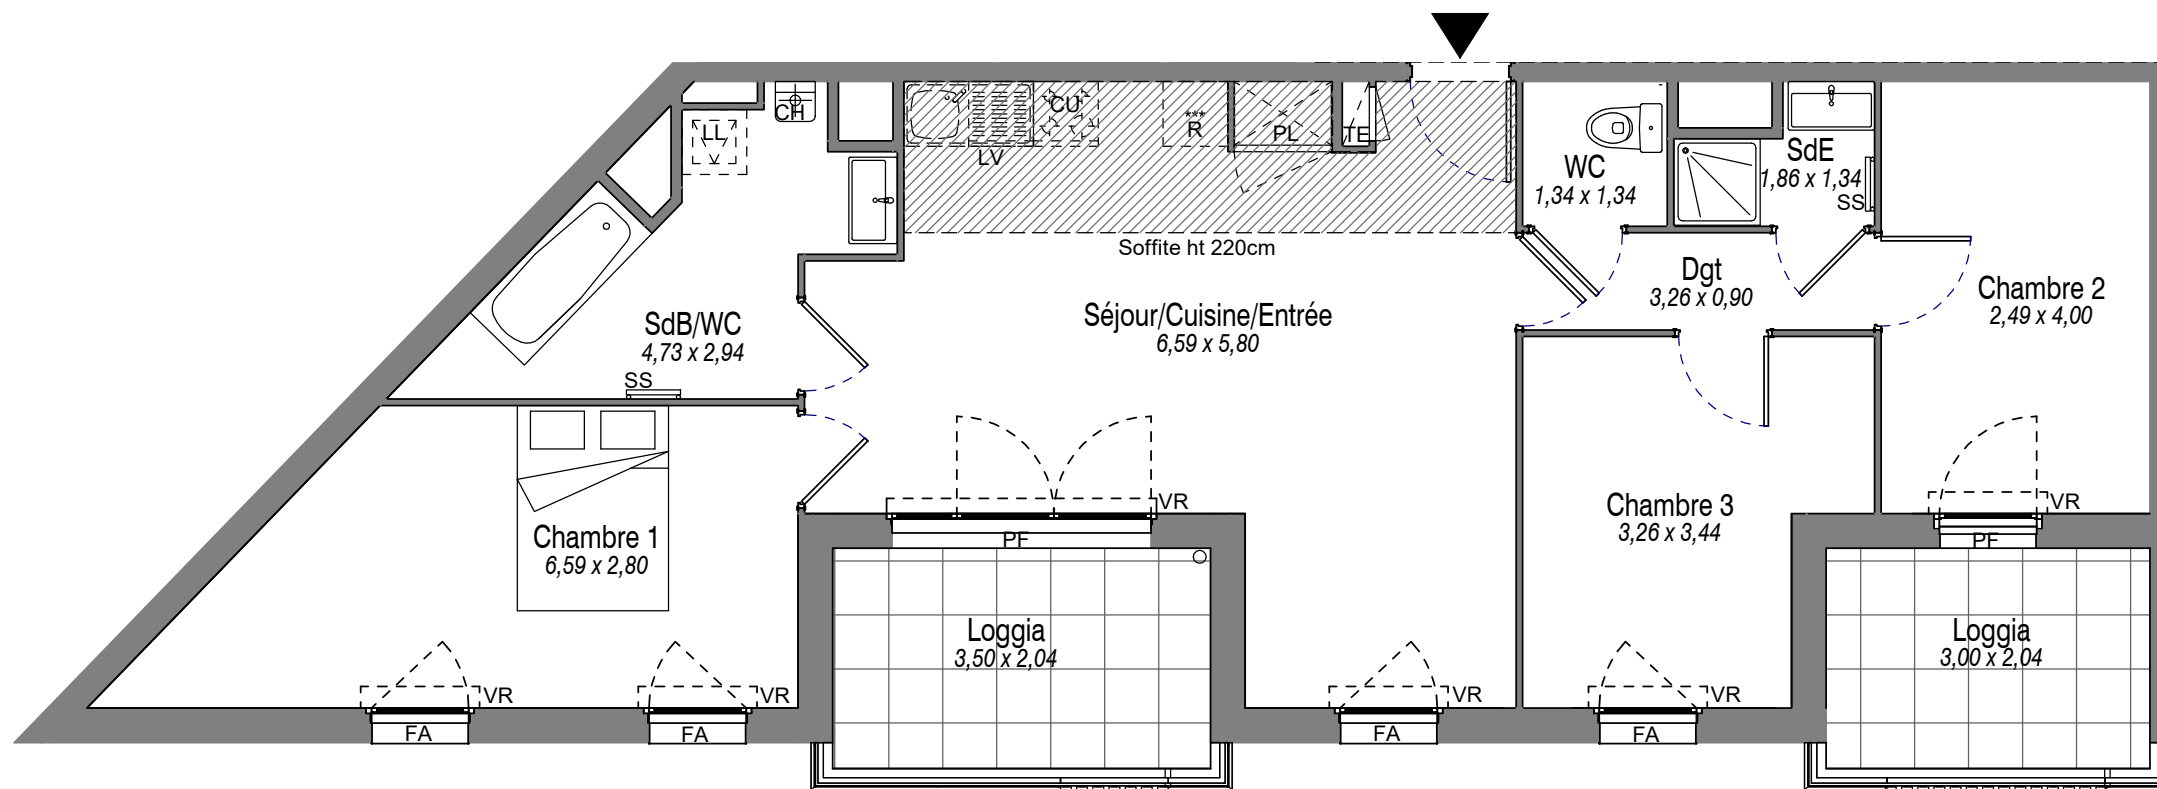 CH
LL
LV
CU
***
R
PL
TE
WC
1,34 x 1,34
SdE
1,86 x 1,34
SS
Soffite ht 220cm
Dgt
3,26 x 0,90
Chambre 2
2,49 x 4,00
SdB/WC
4,73 x 2,94
SS
Séjour/Cuisine/Entrée
6,59 x 5,80
Chambre 1
6,59 x 2,80
VR
PF
Chambre 3
3,26 x 3,44
VR
PF
Loggia
3,50 x 2,04
Loggia
3,00 x 2,04
VR
FA
VR
FA
VR
FA
VR
FA